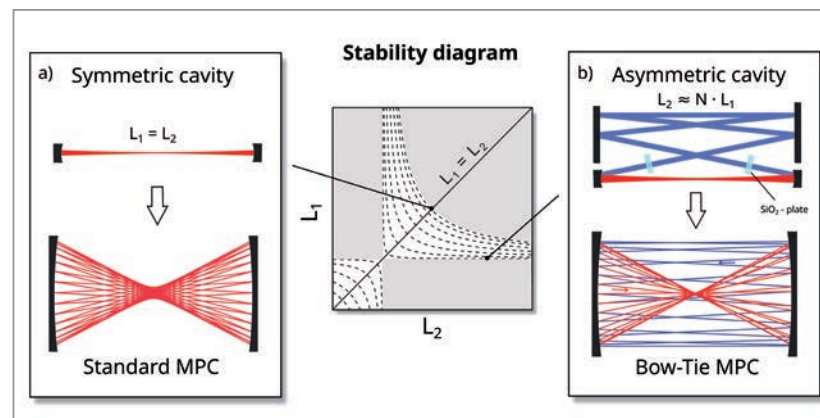 a) Symmetric cavity
L₁ = L₂
Standard MPC
Stability diagram
L₁ = L₂
L₁
L₂
b) Asymmetric cavity
L₂ ≈ N · L₁
SiO₂ - plate
Bow-Tie MPC